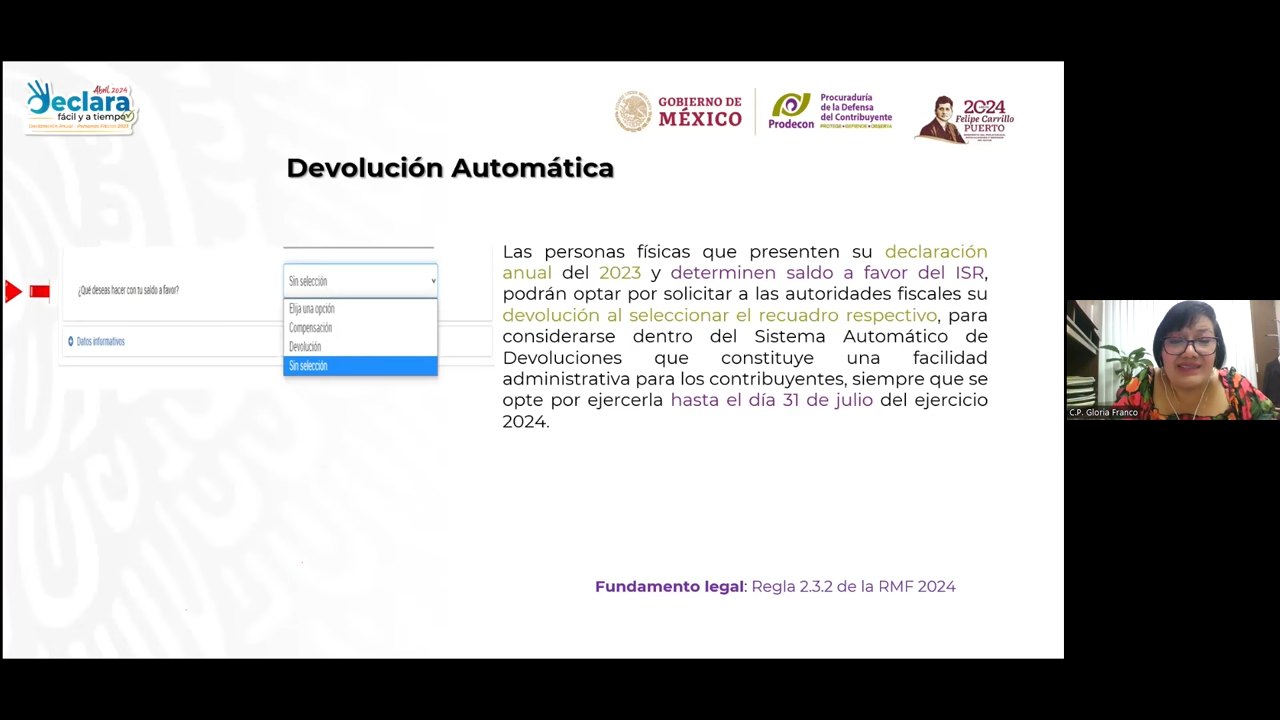 Abril 2024
Declara
fácil y a tiempo
GOBIERNO DE
MÉXICO
Prodecon
Procuraduría
de la Defensa
del Contribuyente
PROTEGE•DEFIENDE•OBSERVA
2024
Felipe Carrillo
PUERTO
Devolución Automática
¿Qué deseas hacer con tu saldo a favor?
Sin selección
Elija una opción
Compensación
Devolución
Sin selección
Datos informativos
Las personas físicas que presenten su declaración
anual del 2023 y determinen saldo a favor del ISR,
podrán optar por solicitar a las autoridades fiscales su
devolución al seleccionar el recuadro respectivo, para
considerarse dentro del Sistema Automático de
Devoluciones que constituye una facilidad
administrativa para los contribuyentes, siempre que se
opte por ejercerla hasta el día 31 de julio del ejercicio
2024.
Fundamento legal: Regla 2.3.2 de la RMF 2024
C.P. Gloria Franco